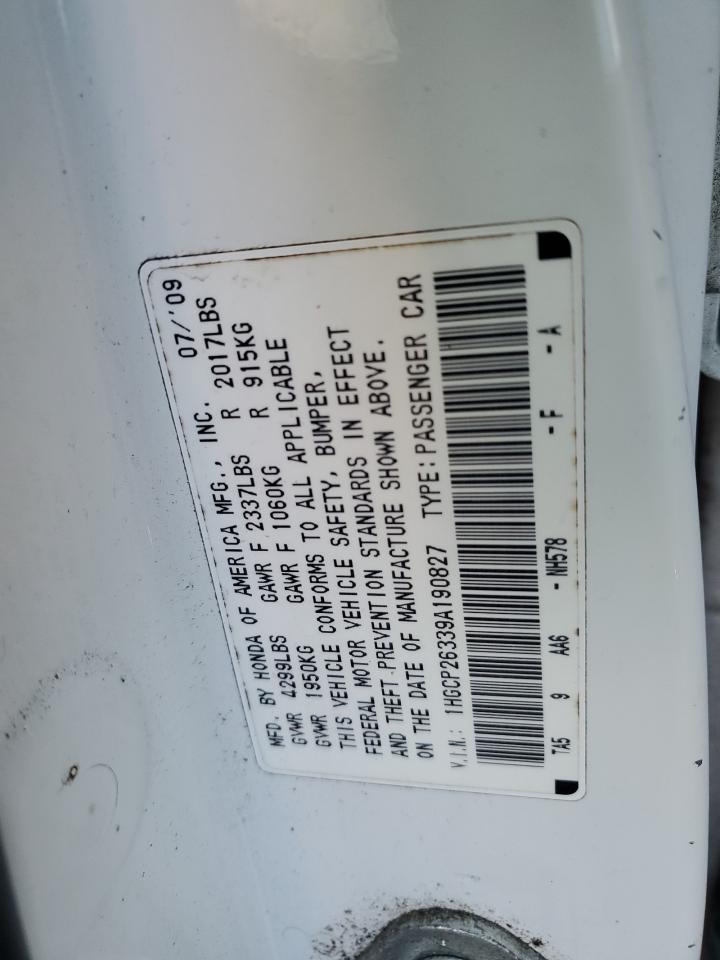 MFD. BY HONDA OF AMERICA MFG., INC. 07/'09
GVWR 4299LBS GAWR F 2337LBS R 2017LBS
GVWR 1950KG GAWR F 1060KG R 915KG
THIS VEHICLE CONFORMS TO ALL APPLICABLE
FEDERAL MOTOR VEHICLE SAFETY, BUMPER,
AND THEFT PREVENTION STANDARDS IN EFFECT
ON THE DATE OF MANUFACTURE SHOWN ABOVE.
V.I.N.: 1HGCP26339A190827 TYPE: PASSENGER CAR
TA5 9 AA6 - NH578 - F - A